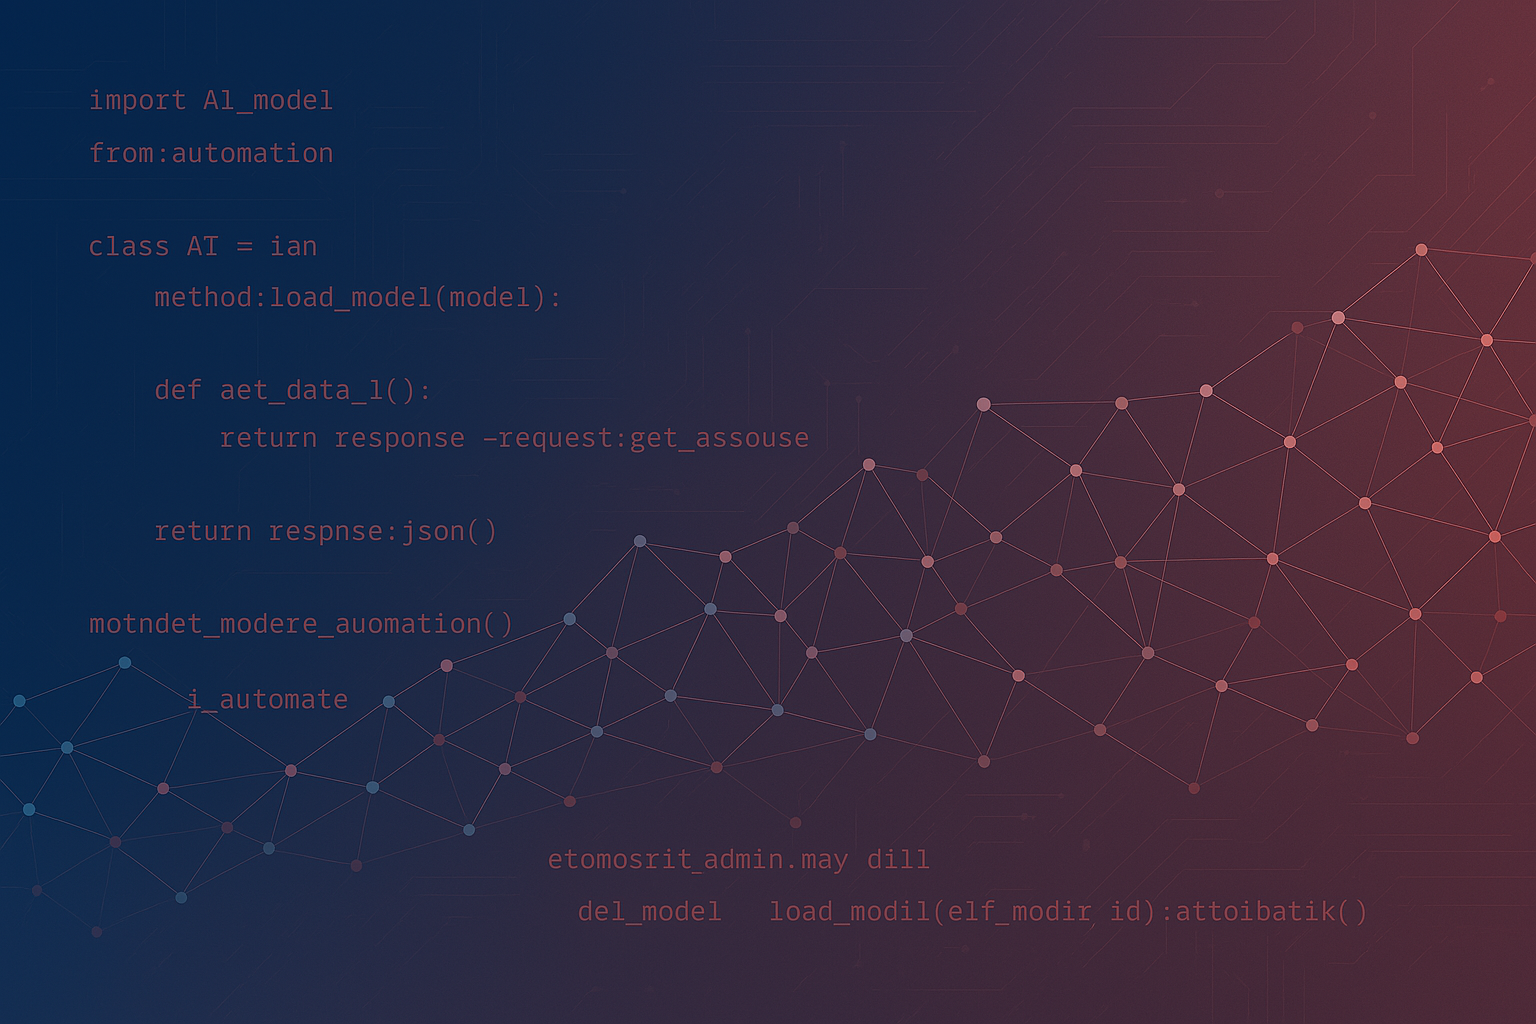 import Al_model
from:automation
class AI = ian
method:load_model(model):
def aet_data_l():
return response –request:get_assouse
return respnse:json()
motndet_modere_auomation()
i_automate
etomosrit_admin.may dill
del_model load_modil(elf_modir id):attoibatik()